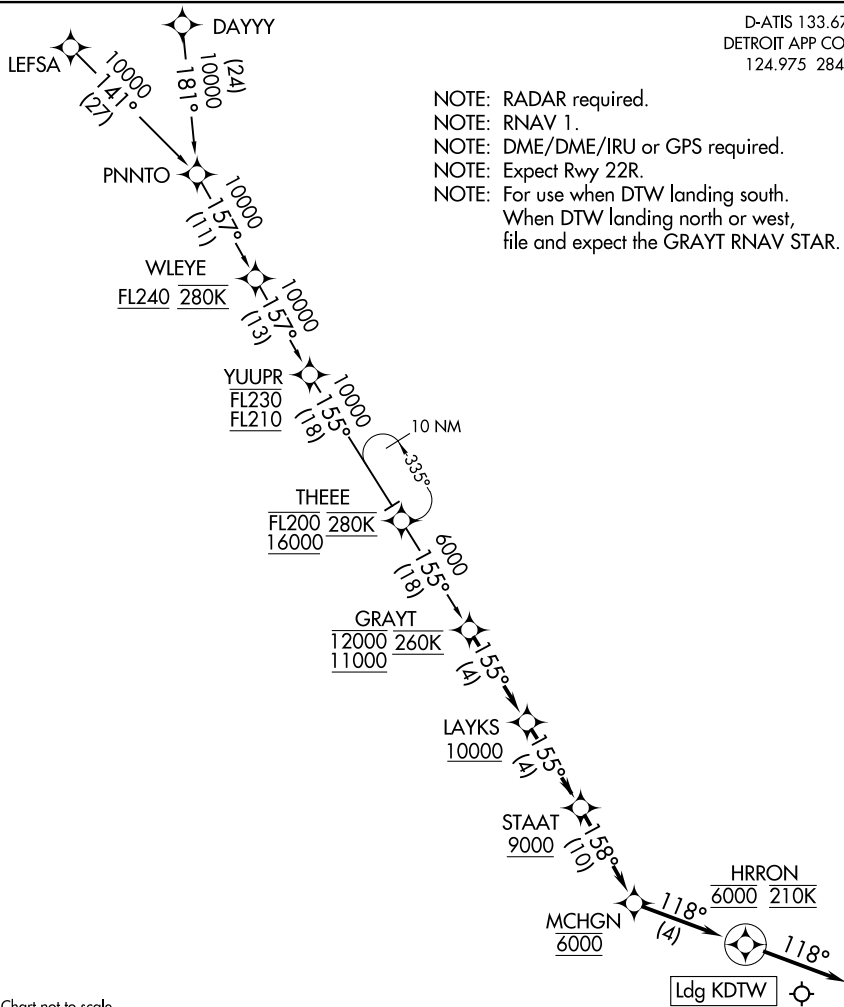 D-ATIS 133.67
DETROIT APP CO
124.975 284
DAYYY
LEFSA
10000
141°
(27)
(24)
10000
181°
NOTE: RADAR required.
NOTE: RNAV 1.
NOTE: DME/DME/IRU or GPS required.
NOTE: Expect Rwy 22R.
NOTE: For use when DTW landing south.
When DTW landing north or west,
file and expect the GRAYT RNAV STAR.
PNNTO
10000
157°
(11)
WLEYE
FL240 280K
10000
157°
(13)
YUUPR
FL230
FL210
10000
155°
(18)
10 NM
335°
THEEE
FL200 280K
16000
6000
155°
(18)
GRAYT
12000 260K
11000
155°
(4)
LAYKS
10000
155°
(4)
STAAT
9000
158°
(10)
HRRON
6000 210K
MCHGN
6000
118°
(4)
118°
Ldg KDTW
Chart not to scale